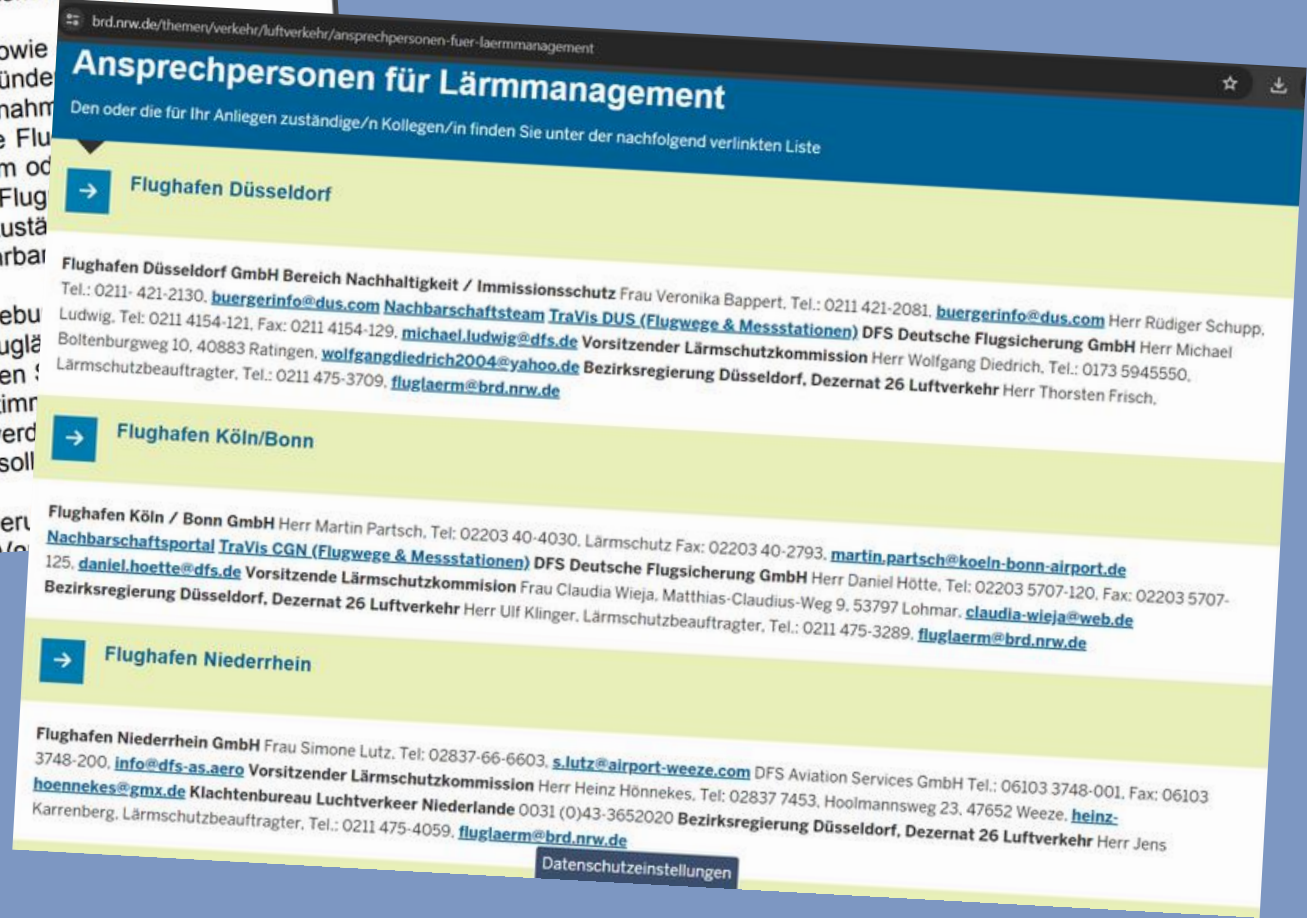 brd.nrw.de/themen/verkehr/luftverkehr/ansprechpersonen-fuer-laermmanagement
Ansprechpersonen für Lärmmanagement
Den oder die für Ihr Anliegen zuständige/n Kollegen/in finden Sie unter der nachfolgend verlinkten Liste
Flughafen Düsseldorf
Flughafen Düsseldorf GmbH Bereich Nachhaltigkeit / Immissionsschutz Frau Veronika Bappert, Tel.: 0211 421-2081, buergerinfo@dus.com Herr Rüdiger Schupp,
Tel.: 0211- 421-2130, buergerinfo@dus.com Nachbarschaftsteam TraVis DUS (Flugwege & Messstationen) DFS Deutsche Flugsicherung GmbH Herr Michael
Ludwig, Tel: 0211 4154-121, Fax: 0211 4154-129, michael.ludwig@dfs.de Vorsitzender Lärmschutzkommission Herr Wolfgang Diedrich, Tel.: 0173 5945550,
Boltenburgweg 10, 40883 Ratingen, wolfgangdiedrich2004@yahoo.de Bezirksregierung Düsseldorf, Dezernat 26 Luftverkehr Herr Thorsten Frisch,
Lärmschutzbeauftragter, Tel.: 0211 475-3709, fluglaerm@brd.nrw.de
Flughafen Köln/Bonn
Flughafen Köln / Bonn GmbH Herr Martin Partsch, Tel: 02203 40-4030, Lärmschutz Fax: 02203 40-2793, martin.partsch@koeln-bonn-airport.de
Nachbarschaftsportal TraVis CGN (Flugwege & Messstationen) DFS Deutsche Flugsicherung GmbH Herr Daniel Hötte, Tel: 02203 5707-120, Fax: 02203 5707-
125, daniel.hoette@dfs.de Vorsitzende Lärmschutzkommision Frau Claudia Wieja, Matthias-Claudius-Weg 9, 53797 Lohmar, claudia-wieja@web.de
Bezirksregierung Düsseldorf, Dezernat 26 Luftverkehr Herr Ulf Klinger, Lärmschutzbeauftragter, Tel.: 0211 475-3289, fluglaerm@brd.nrw.de
Flughafen Niederrhein
Flughafen Niederrhein GmbH Frau Simone Lutz, Tel: 02837-66-6603, s.lutz@airport-weeze.com DFS Aviation Services GmbH Tel.: 06103 3748-001, Fax: 06103
3748-200, info@dfs-as.aero Vorsitzender Lärmschutzkommission Herr Heinz Hönnekes, Tel: 02837 7453, Hoolmannsweg 23, 47652 Weeze, heinz-
hoennekes@gmx.de Klachtenbureau Luchtverkeer Niederlande 0031 (0)43-3652020 Bezirksregierung Düsseldorf, Dezernat 26 Luftverkehr Herr Jens
Karrenberg, Lärmschutzbeauftragter, Tel.: 0211 475-4059, fluglaerm@brd.nrw.de
Datenschutzeinstellungen